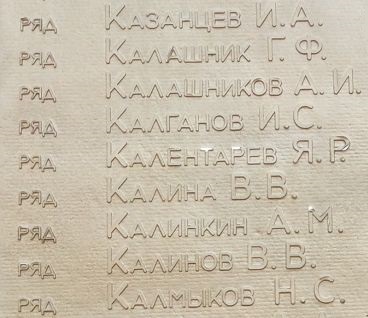 РЯД КАЗАНЦЕВ И. А.
РЯД КАЛАШНИК Г. Ф.
РЯД КАЛАШНИКОВ А. И.
РЯД КАЛГАНОВ И. С.
РЯД КАЛЕНТАРЕВ Я. Р.
РЯД КАЛИНА В. В.
РЯД КАЛИНКИН А. М.
РЯД КАЛИНОВ В. В.
РЯД КАЛМЫКОВ Н. С.